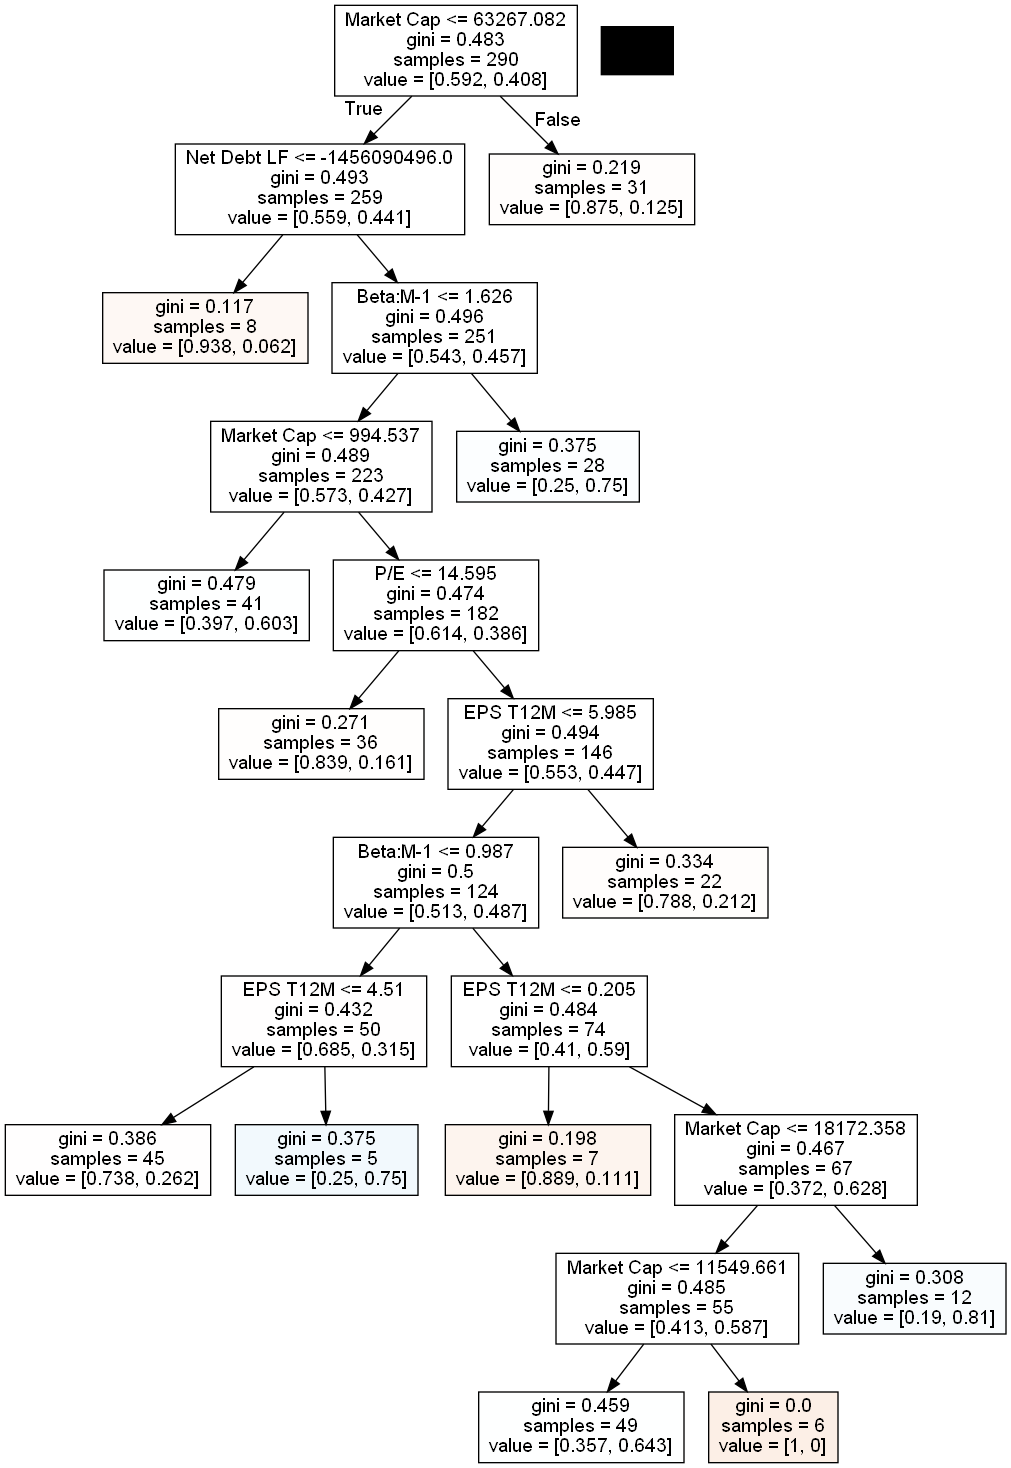 Market Cap <= 63267.082
gini = 0.483
samples = 290
value = [0.592, 0.408]
True
False
Net Debt LF <= -1456090496.0
gini = 0.493
samples = 259
value = [0.559, 0.441]
gini = 0.219
samples = 31
value = [0.875, 0.125]
gini = 0.117
samples = 8
value = [0.938, 0.062]
Beta:M-1 <= 1.626
gini = 0.496
samples = 251
value = [0.543, 0.457]
Market Cap <= 994.537
gini = 0.489
samples = 223
value = [0.573, 0.427]
gini = 0.375
samples = 28
value = [0.25, 0.75]
gini = 0.479
samples = 41
value = [0.397, 0.603]
P/E <= 14.595
gini = 0.474
samples = 182
value = [0.614, 0.386]
gini = 0.271
samples = 36
value = [0.839, 0.161]
EPS T12M <= 5.985
gini = 0.494
samples = 146
value = [0.553, 0.447]
Beta:M-1 <= 0.987
gini = 0.5
samples = 124
value = [0.513, 0.487]
gini = 0.334
samples = 22
value = [0.788, 0.212]
EPS T12M <= 4.51
gini = 0.432
samples = 50
value = [0.685, 0.315]
EPS T12M <= 0.205
gini = 0.484
samples = 74
value = [0.41, 0.59]
gini = 0.386
samples = 45
value = [0.738, 0.262]
gini = 0.375
samples = 5
value = [0.25, 0.75]
gini = 0.198
samples = 7
value = [0.889, 0.111]
Market Cap <= 18172.358
gini = 0.467
samples = 67
value = [0.372, 0.628]
Market Cap <= 11549.661
gini = 0.485
samples = 55
value = [0.413, 0.587]
gini = 0.308
samples = 12
value = [0.19, 0.81]
gini = 0.459
samples = 49
value = [0.357, 0.643]
gini = 0.0
samples = 6
value = [1, 0]